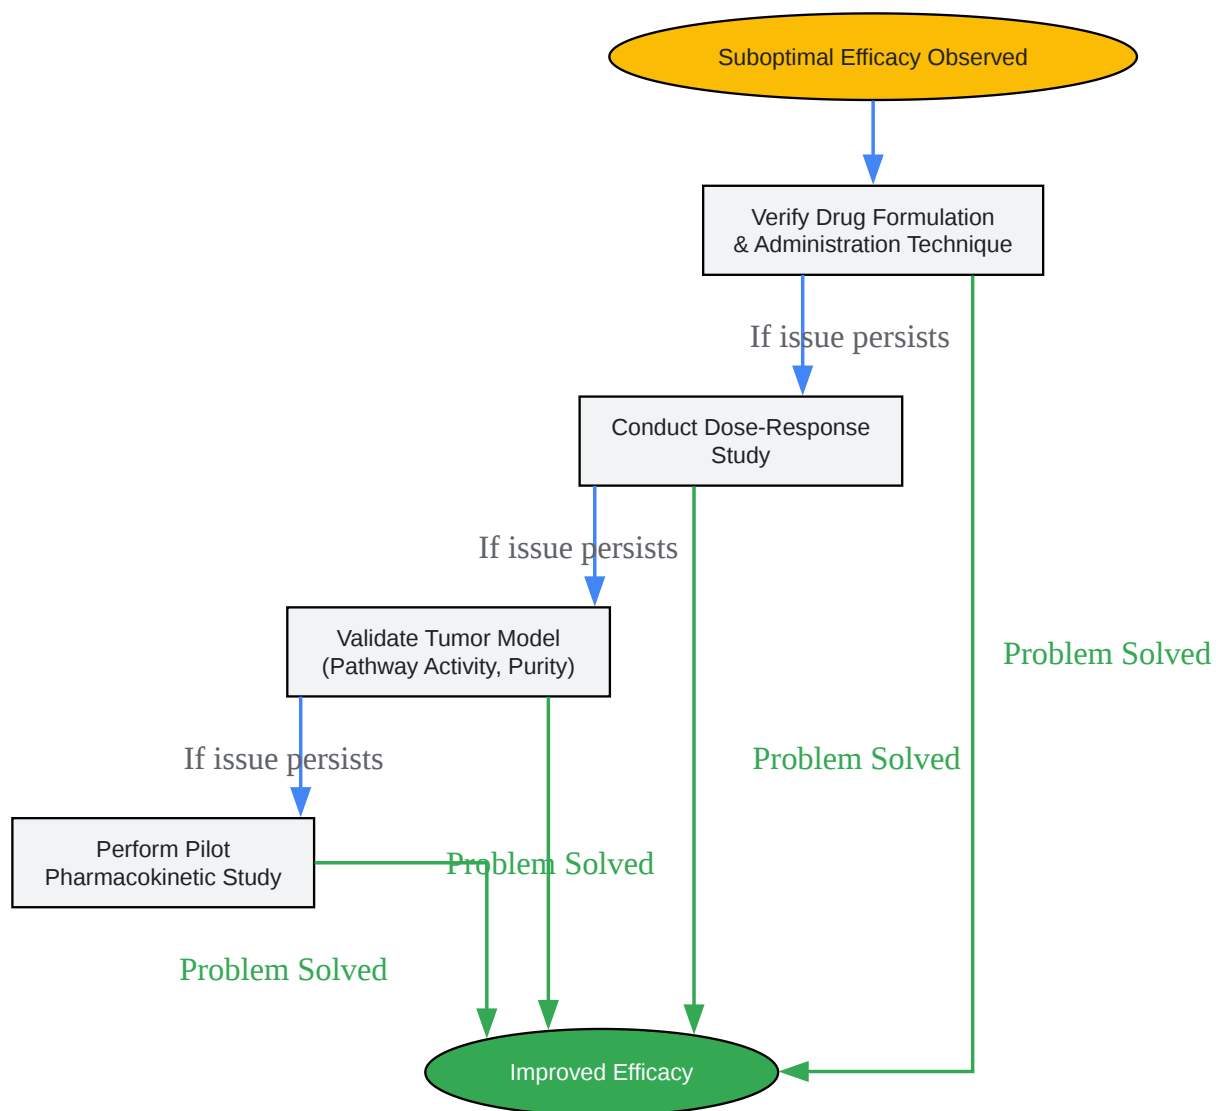 Suboptimal Efficacy Observed
Verify Drug Formulation
& Administration Technique
If issue persists
Conduct Dose-Response
Study
If issue persists
Validate Tumor Model
(Pathway Activity, Purity)
Problem Solved
If issue persists
Problem Solved
Perform Pilot
Pharmacokinetic Study
Problem Solved
Problem Solved
Improved Efficacy